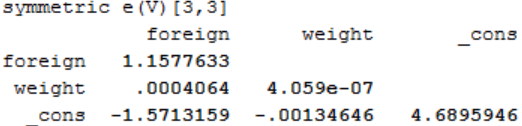 symmetric e(V)[3,3]
foreign weight _cons
foreign 1.1577633
weight .0004064 4.059e-07
_cons -1.5713159 -.00134646 4.6895946